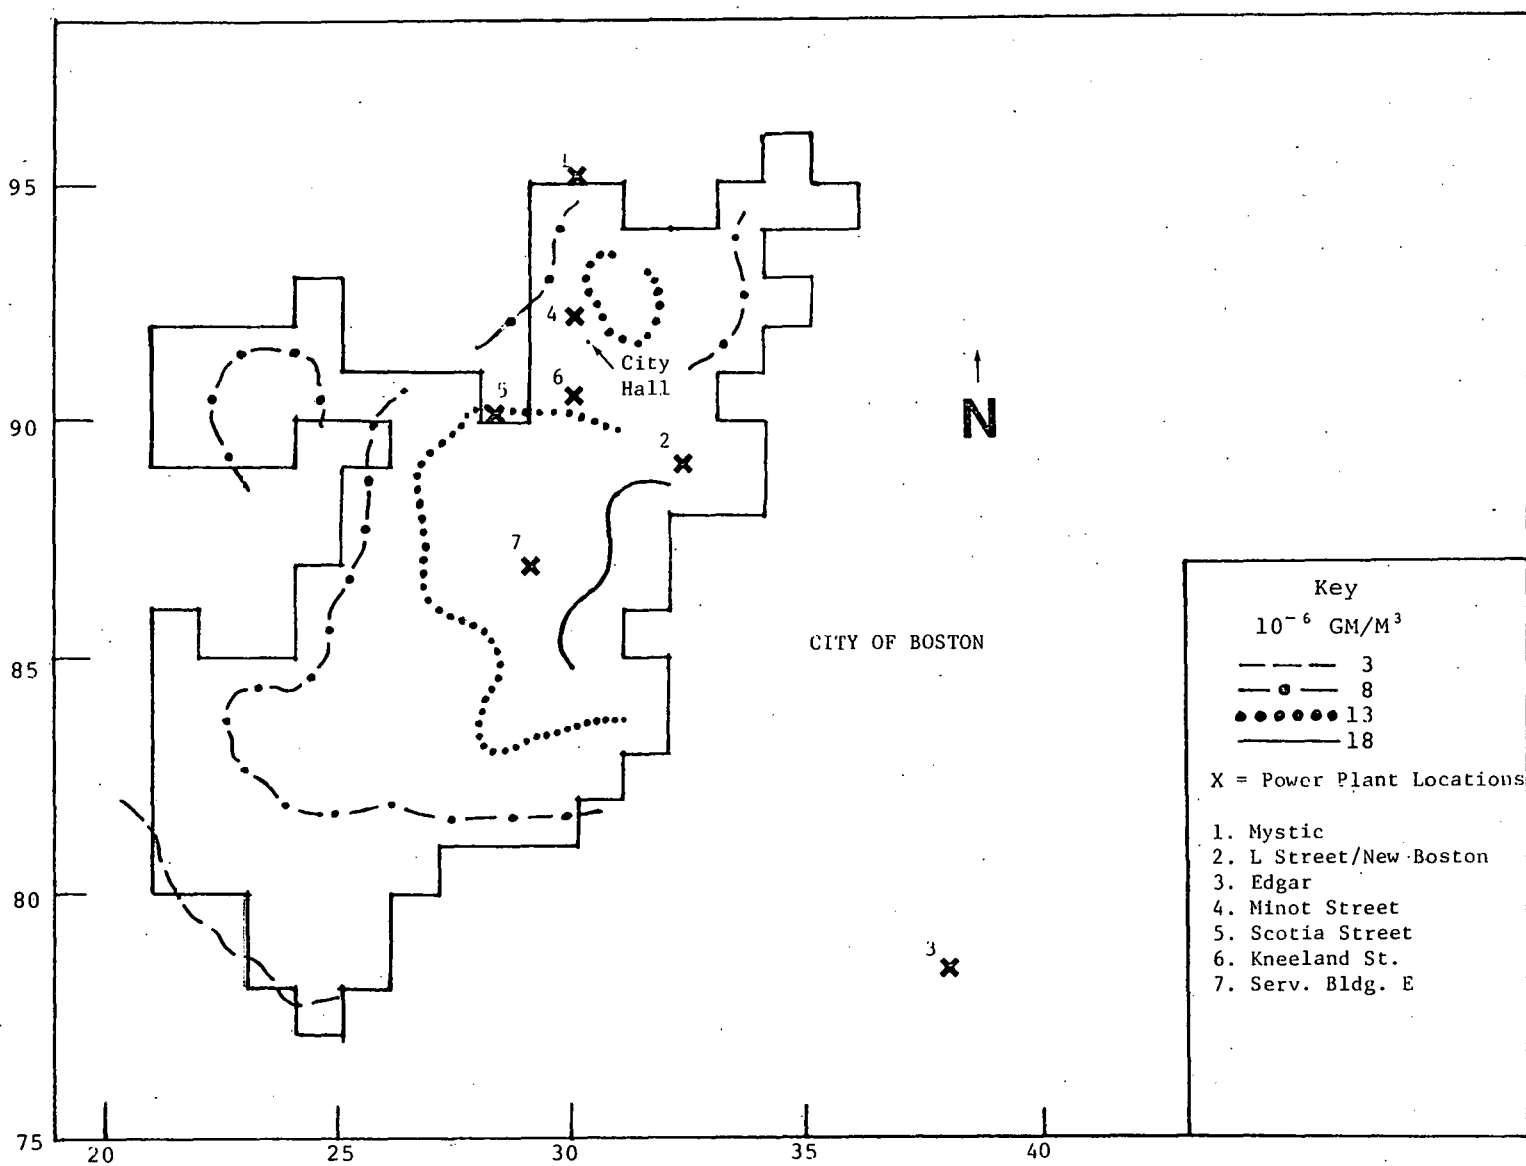 1
95
4
City
Hall
6
5
90
2
N
7
85
CITY OF BOSTON
Key
10⁻⁶ GM/M³
3
8
13
18
X = Power Plant Locations
80
1. Mystic
2. L Street/New Boston
3. Edgar
4. Minot Street
5. Scotia Street
6. Kneeland St.
7. Serv. Bldg. E
3
75
20 25 30 35 40